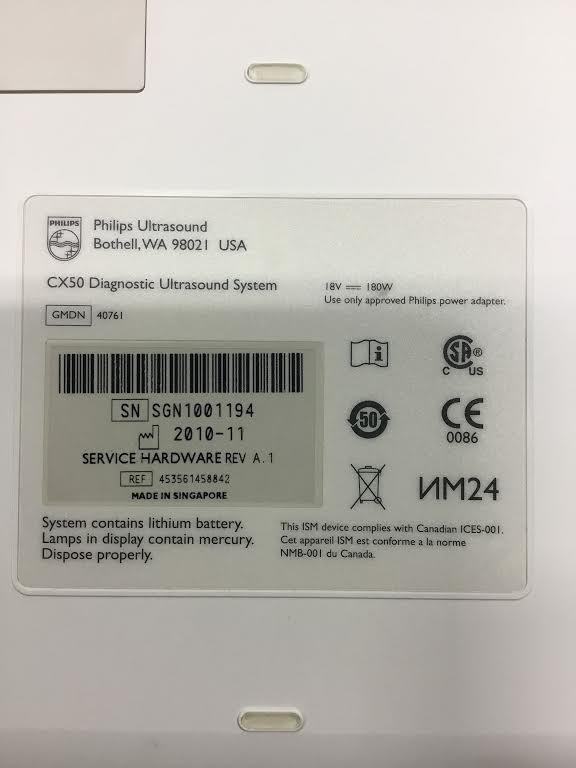 PHILIPS
Philips Ultrasound
Bothell, WA 98021 USA
CX50 Diagnostic Ultrasound System
GMDN 40761
18V ⎓ 180W
Use only approved Philips power adapter.
SN SGN1001194
2010-11
SERVICE HARDWARE REV A.1
REF 453561458842
MADE IN SINGAPORE
i
SA ®
C US
50
CE
0086
ИM24
System contains lithium battery.
Lamps in display contain mercury.
Dispose properly.
This ISM device complies with Canadian ICES-001.
Cet appareil ISM est conforme a la norme
NMB-001 du Canada.